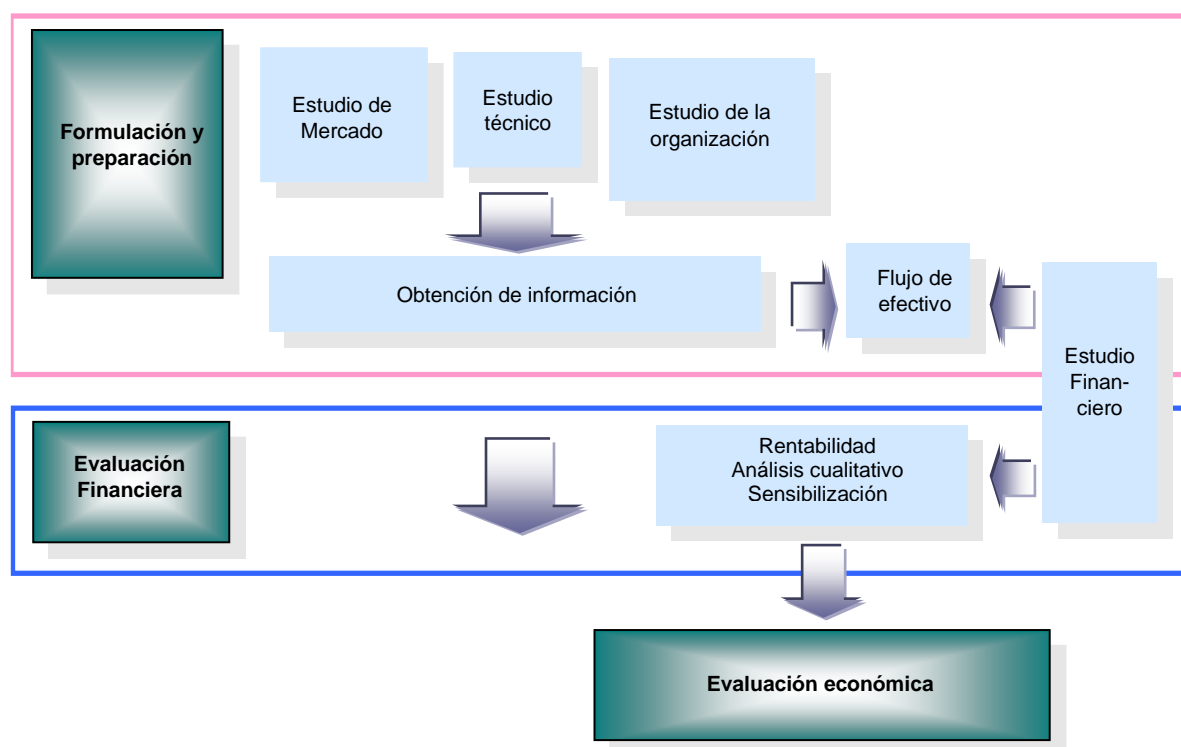 Formulación y
preparación
Estudio de
Mercado
Estudio
técnico
Estudio de la
organización
Obtención de información
Flujo de
efectivo
Estudio
Finan-
ciero
Evaluación
Financiera
Rentabilidad
Análisis cualitativo
Sensibilización
Evaluación económica